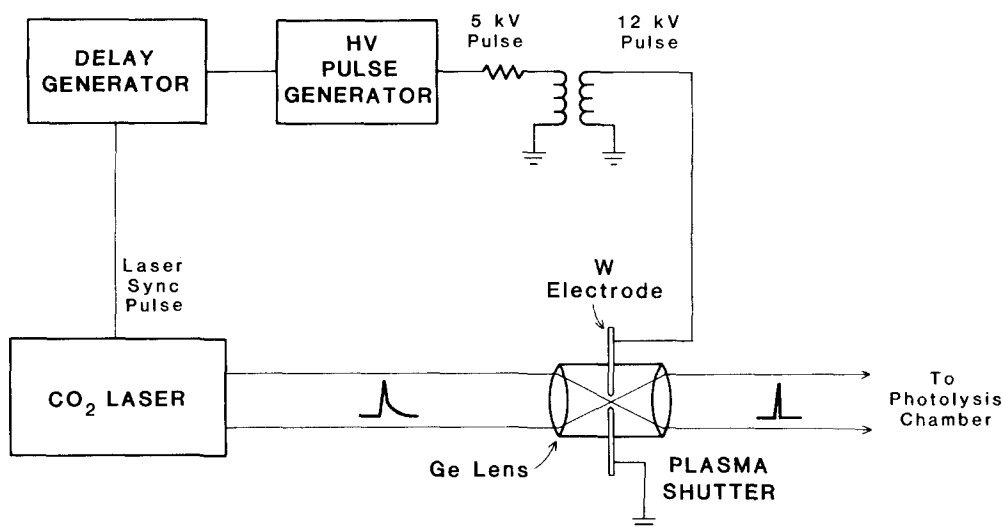 DELAY
GENERATOR
HV
PULSE
GENERATOR
5 kV
Pulse
12 kV
Pulse
Laser
Sync
Pulse
W
Electrode
CO₂ LASER
Ge Lens
PLASMA
SHUTTER
To
Photolysis
Chamber